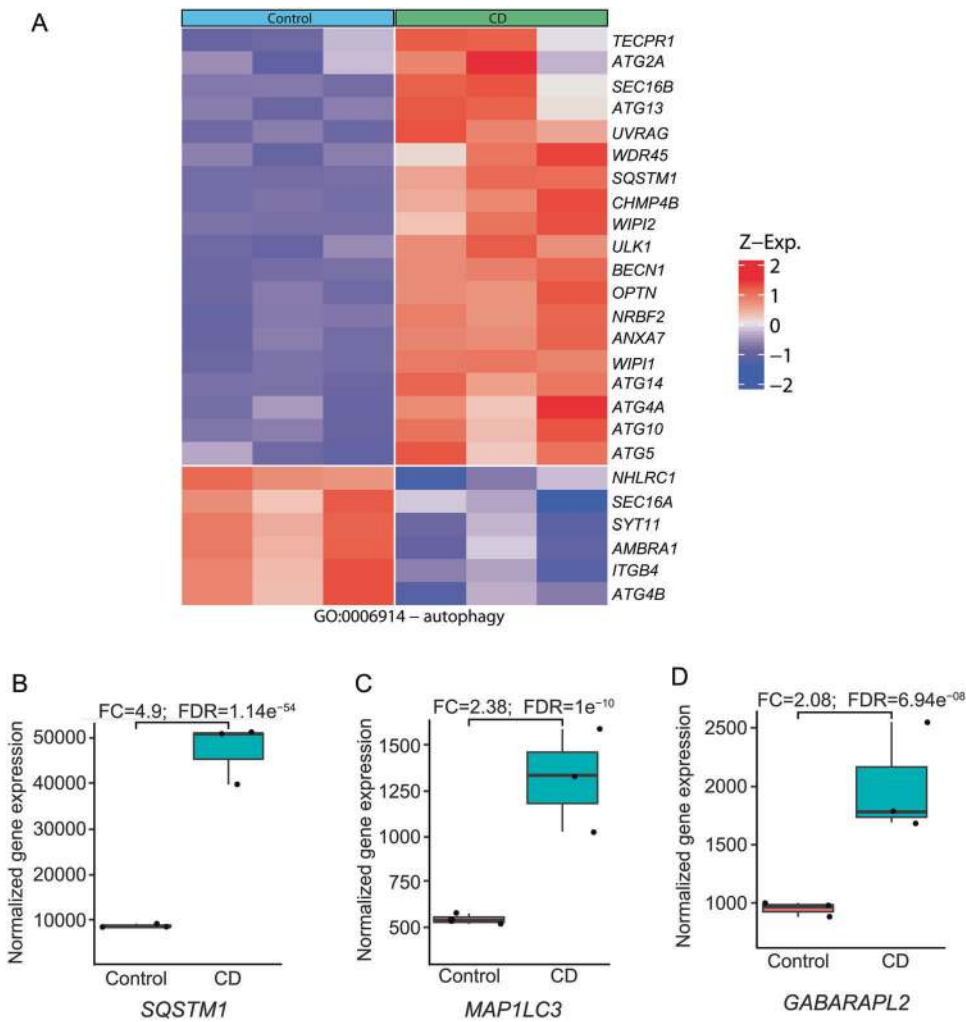 A
Control CD
TECPR1
ATG2A
SEC16B
ATG13
UVRAG
WDR45
SQSTM1
CHMP4B
WIPI2
ULK1
BECN1
OPTN
NRBF2
ANXA7
WIPI1
ATG14
ATG4A
ATG10
ATG5
NHLRC1
SEC16A
SYT11
AMBRA1
ITGB4
ATG4B
GO:0006914 – autophagy
Z–Exp.
2
1
0
–1
–2
B
FC=4.9; FDR=1.14e⁻⁵⁴
Normalized gene expression
50000
40000
30000
20000
10000
Control CD
SQSTM1
C
FC=2.38; FDR=1e⁻¹⁰
Normalized gene expression
1500
1250
1000
750
500
Control CD
MAP1LC3
D
FC=2.08; FDR=6.94e⁻⁰⁸
Normalized gene expression
2500
2000
1500
1000
Control CD
GABARAPL2